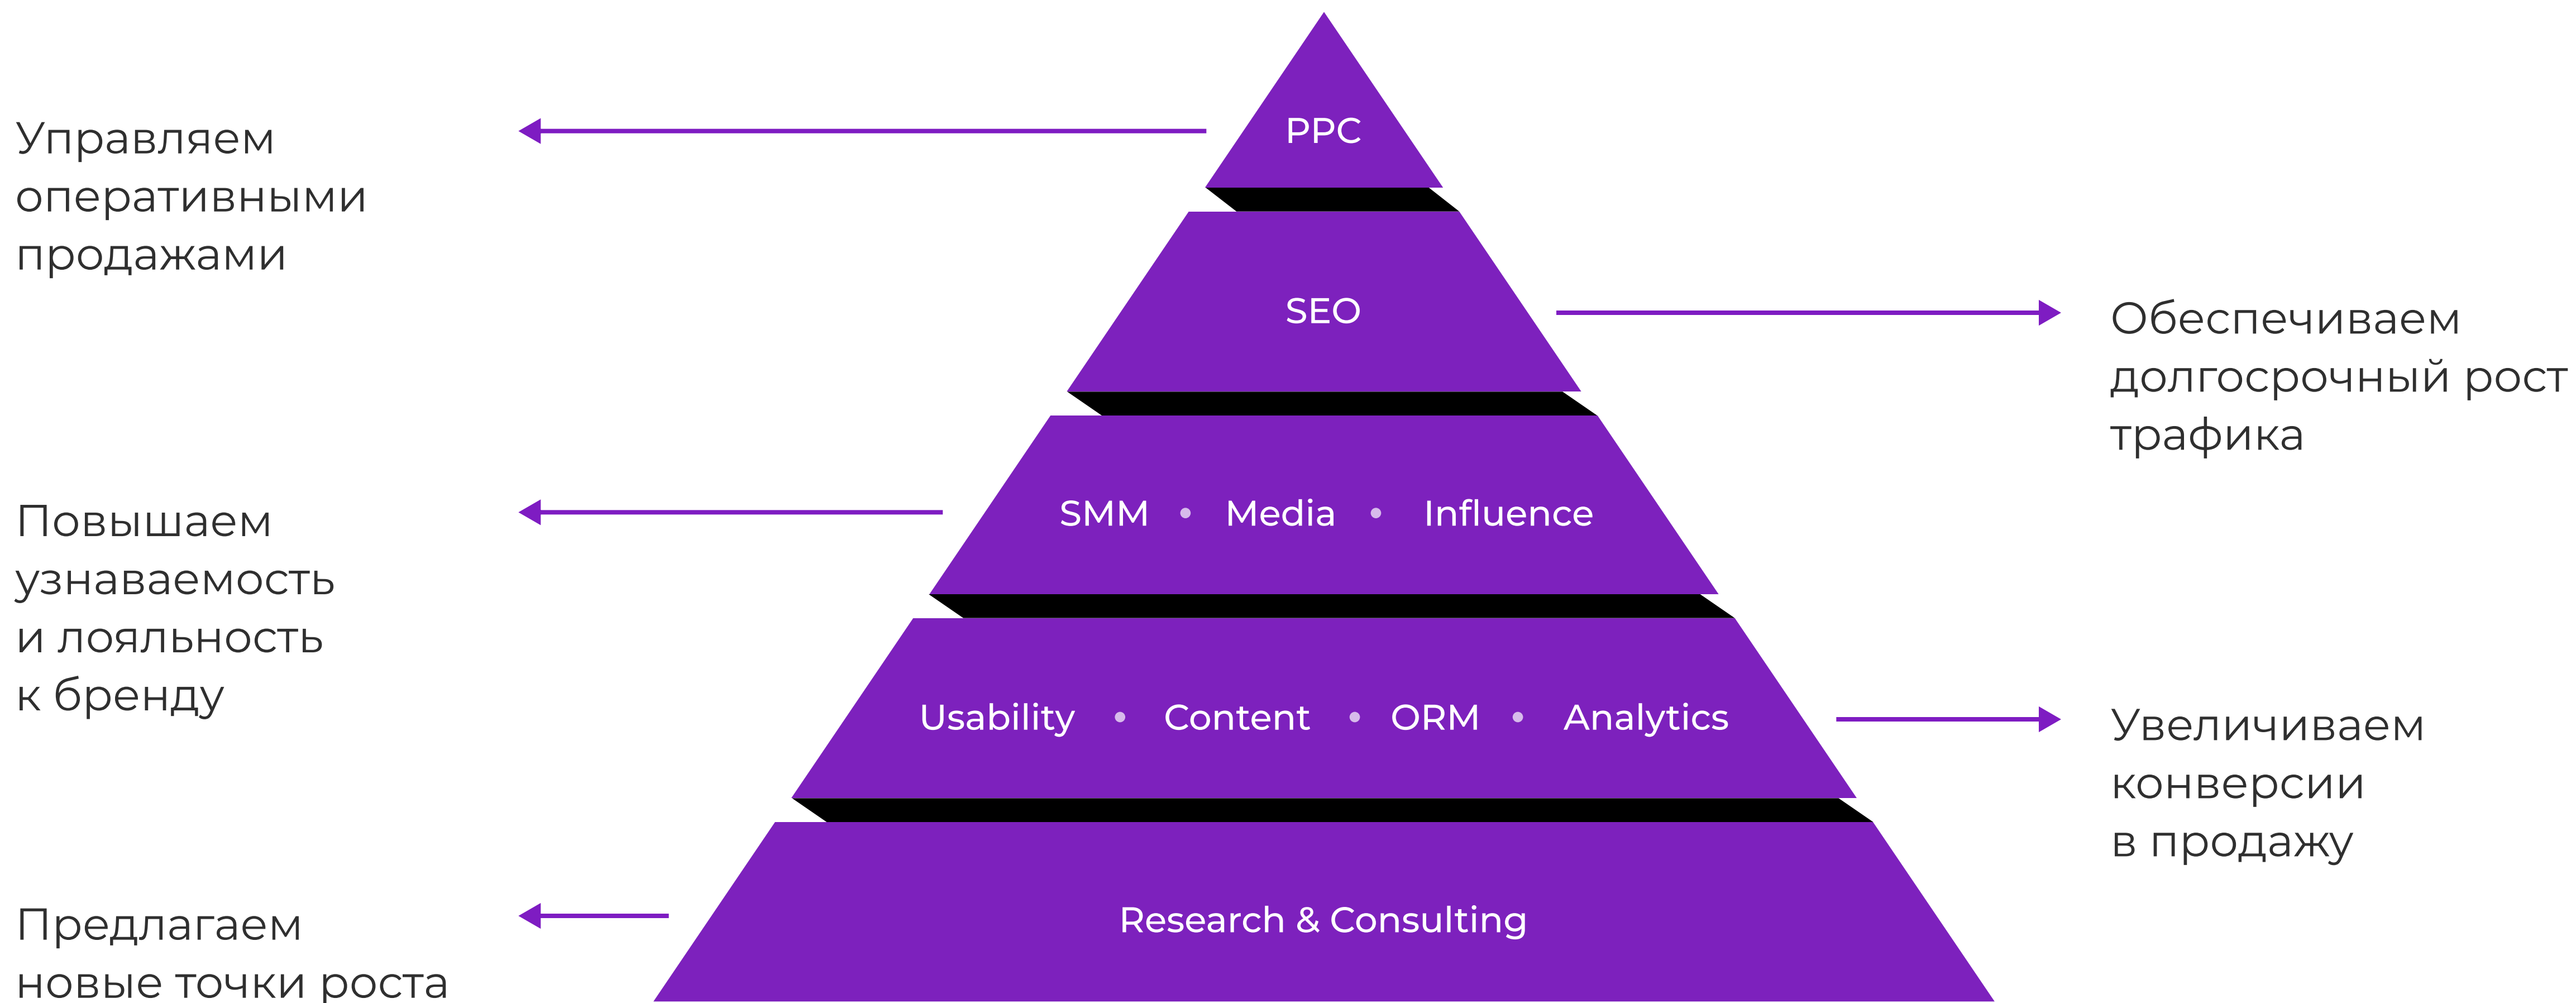 PPC
Управляем
оперативными
продажами
SEO
Обеспечиваем
долгосрочный рост
трафика
SMM • Media • Influence
Повышаем
узнаваемость
и лояльность
к бренду
Usability • Content • ORM • Analytics
Увеличиваем
конверсии
в продажу
Research & Consulting
Предлагаем
новые точки роста